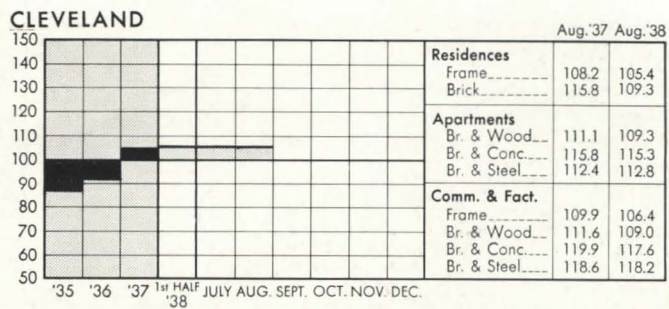 CLEVELAND
150
140
130
120
110
100
90
80
70
60
50
'35 '36 '37 1st HALF '38 JULY AUG. SEPT. OCT. NOV. DEC.
Aug.'37 Aug.'38
Residences
Frame 108.2 105.4
Brick 115.8 109.3
Apartments
Br. & Wood 111.1 109.3
Br. & Conc. 115.8 115.3
Br. & Steel 112.4 112.8
Comm. & Fact.
Frame 109.9 106.4
Br. & Wood 111.6 109.0
Br. & Conc. 119.9 117.6
Br. & Steel 118.6 118.2